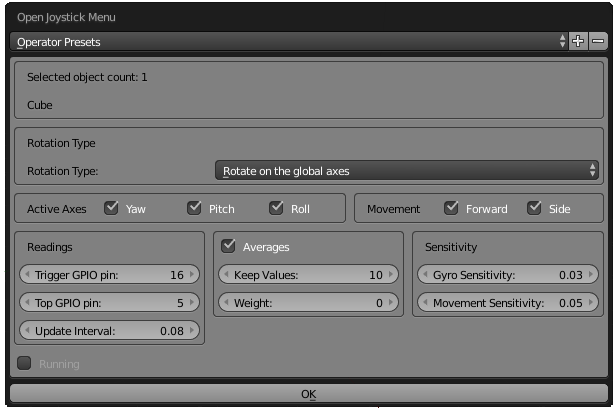 Open Joystick Menu
Operator Presets
Selected object count: 1
Cube
Rotation Type
Rotation Type: Rotate on the global axes
Active Axes Yaw Pitch Roll Movement Forward Side
Readings Averages Sensitivity
Trigger GPIO pin: 16 Keep Values: 10 Gyro Sensitivity: 0.03
Top GPIO pin: 5 Weight: 0 Movement Sensitivity: 0.05
Update Interval: 0.08
Running
OK